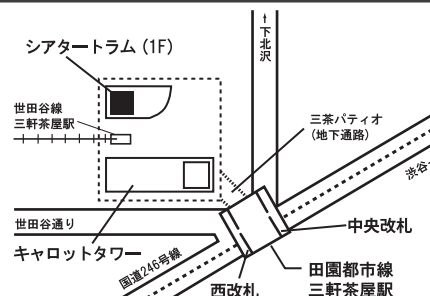 シアタートラム (1F)
↑下北沢
世田谷線
三軒茶屋駅
三茶パティオ
(地下通路)
渋谷→
世田谷通り
中央改札
キャロットタワー
国道246号線
西改札
田園都市線
三軒茶屋駅